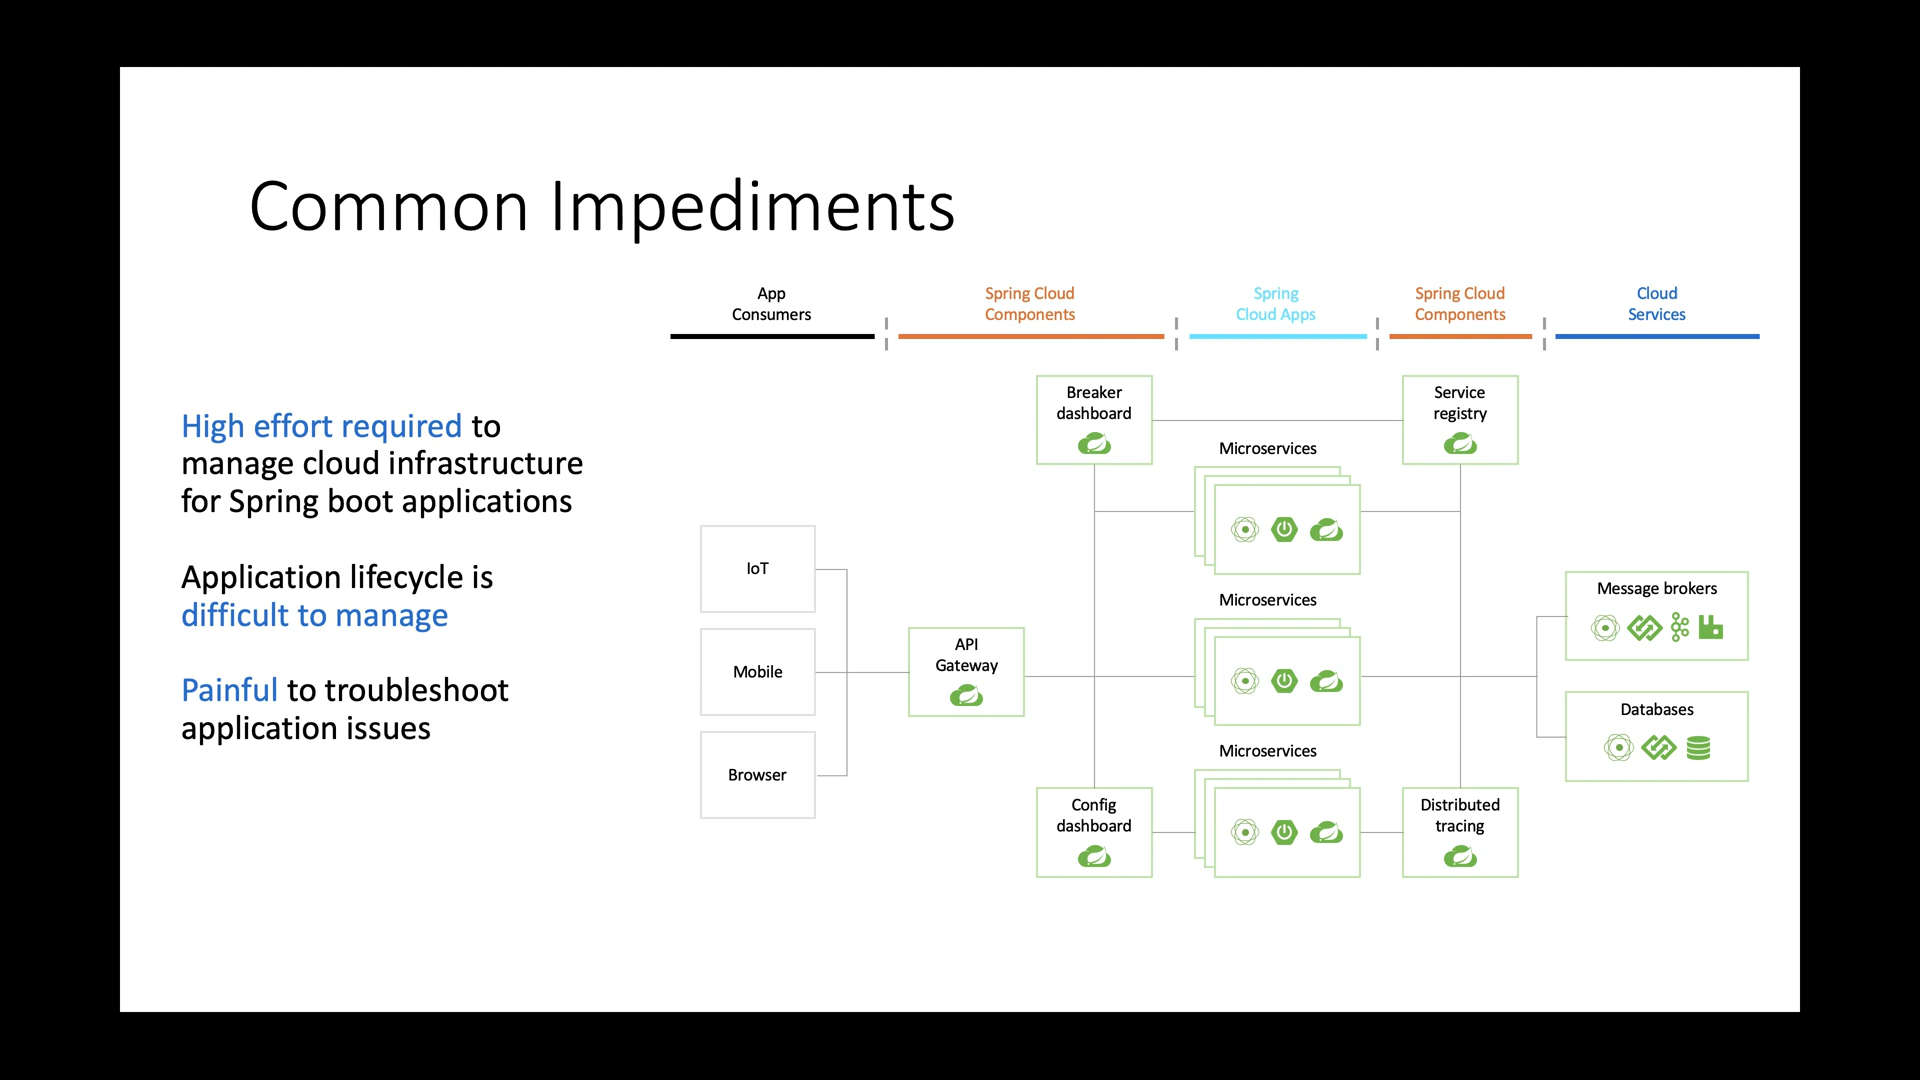 Common Impediments
App
Consumers
Spring Cloud
Components
Spring
Cloud Apps
Spring Cloud
Components
Cloud
Services
High effort required to
manage cloud infrastructure
for Spring boot applications
Application lifecycle is
difficult to manage
Painful to troubleshoot
application issues
IoT
Mobile
Browser
API
Gateway
Breaker
dashboard
Config
dashboard
Microservices
Microservices
Microservices
Service
registry
Distributed
tracing
Message brokers
Databases